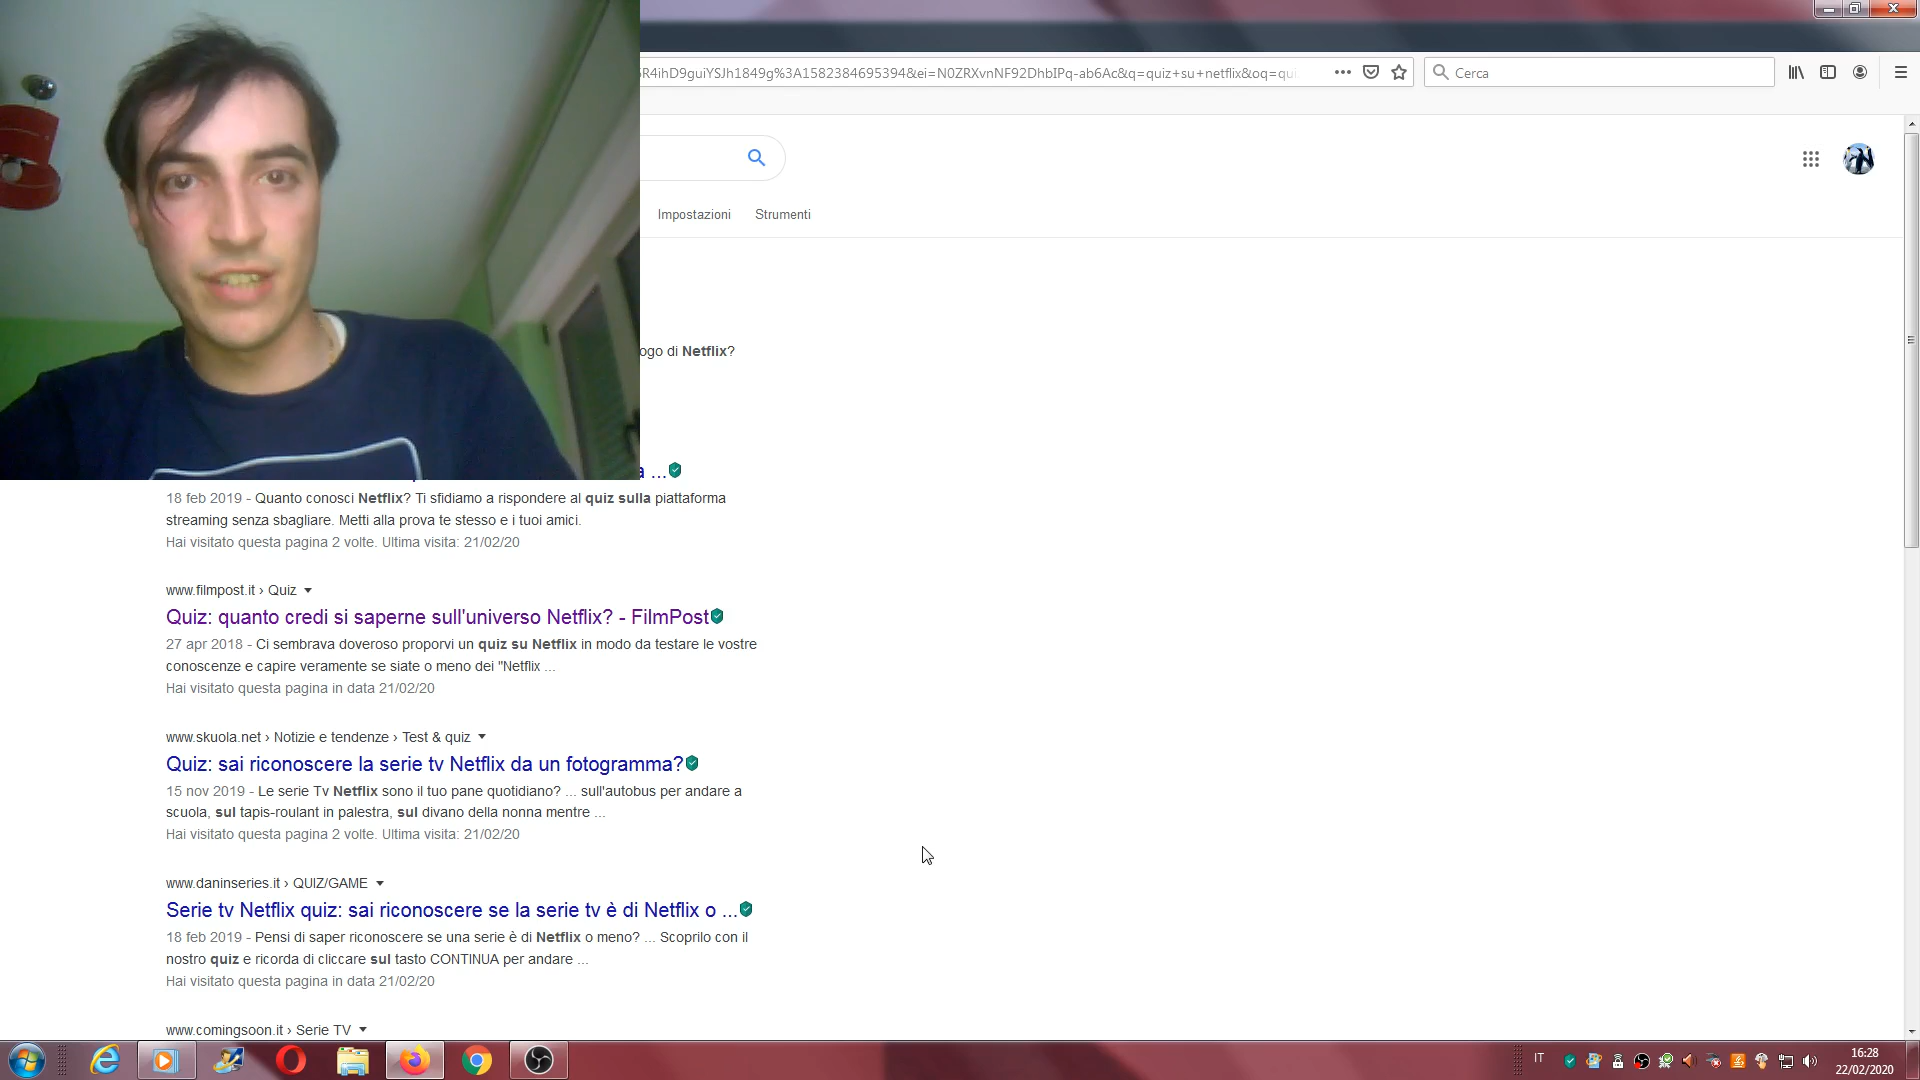 R4ihD9guiYSJh1849g%3A1582384695394&ei=N0ZRXvnNF92DhbIPq-ab6Ac&q=quiz+su+netflix&oq=qui
Cerca
Impostazioni Strumenti
ogo di Netflix?
...
18 feb 2019 - Quanto conosci Netflix? Ti sfidiamo a rispondere al quiz sulla piattaforma
streaming senza sbagliare. Metti alla prova te stesso e i tuoi amici.
Hai visitato questa pagina 2 volte. Ultima visita: 21/02/20
www.filmpost.it › Quiz
Quiz: quanto credi si saperne sull'universo Netflix? - FilmPost
27 apr 2018 - Ci sembrava doveroso proporvi un quiz su Netflix in modo da testare le vostre
conoscenze e capire veramente se siate o meno dei "Netflix ...
Hai visitato questa pagina in data 21/02/20
www.skuola.net › Notizie e tendenze › Test & quiz
Quiz: sai riconoscere la serie tv Netflix da un fotogramma?
15 nov 2019 - Le serie Tv Netflix sono il tuo pane quotidiano? ... sull'autobus per andare a
scuola, sul tapis-roulant in palestra, sul divano della nonna mentre ...
Hai visitato questa pagina 2 volte. Ultima visita: 21/02/20
www.daninseries.it › QUIZ/GAME
Serie tv Netflix quiz: sai riconoscere se la serie tv è di Netflix o ...
18 feb 2019 - Pensi di saper riconoscere se una serie è di Netflix o meno? ... Scoprilo con il
nostro quiz e ricorda di cliccare sul tasto CONTINUA per andare ...
Hai visitato questa pagina in data 21/02/20
www.comingsoon.it › Serie TV
IT
16:28
22/02/2020